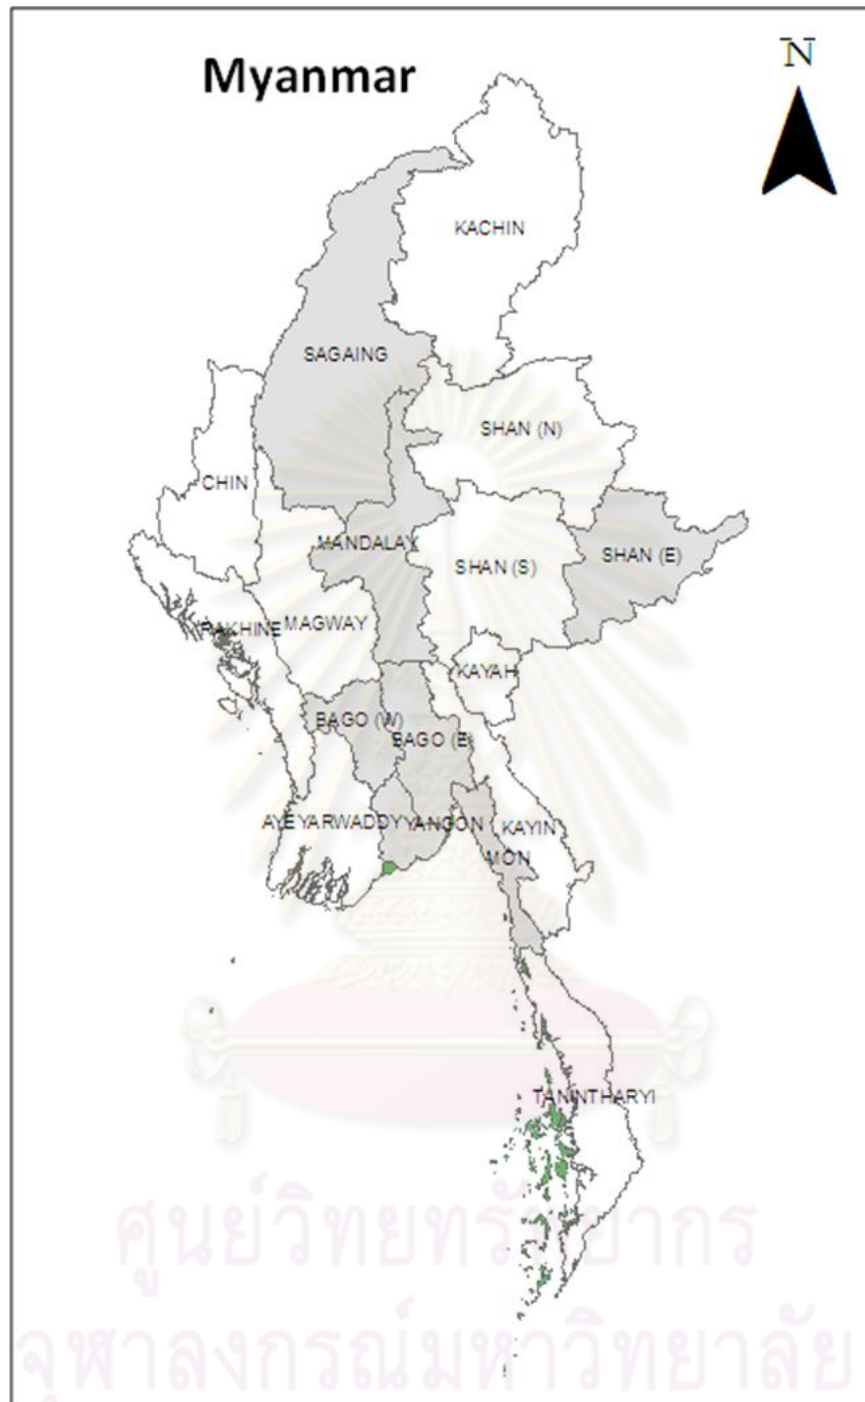 Myanmar
N
KACHIN
SAGAING
SHAN (N)
CHIN
MANDALAY
SHAN (S)
SHAN (E)
RAKHINE
MAGWAY
KAYAH
BAGO (W)
BAGO (E)
AYEYARWADDY
YANGON
KAYIN
MON
TANINTHARYI
ศูนย์วิทยทรัพยากร
จุฬาลงกรณ์มหาวิทยาลัย